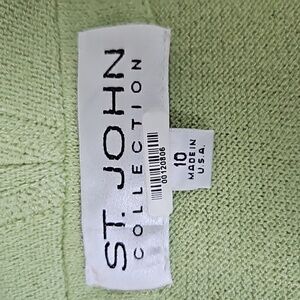 ST. JOHN
COLLECTION
00120806
10
MADE IN
U.S.A.